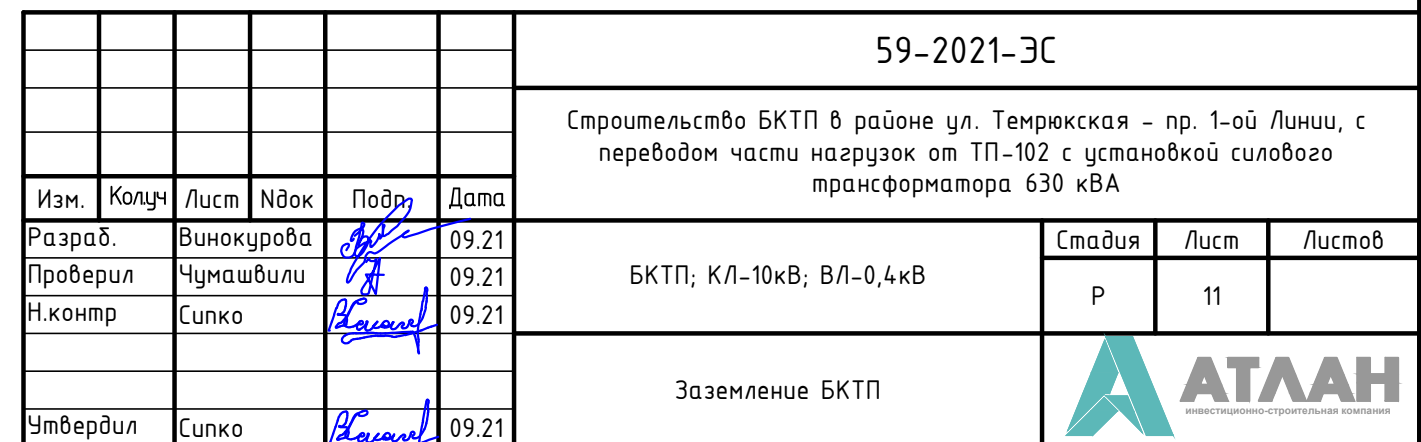 59-2021-ЭС
Строительство БКТП в районе ул. Темрюкская - пр. 1-ой Линии, с
переводом части нагрузок от ТП-102 с установкой силового
трансформатора 630 кВА
Изм. Кол.уч Лист Nдок Подп. Дата
Разраб. Винокурова 09.21
Проверил Чумашвили 09.21
Н.контр Сипко 09.21
БКТП; КЛ-10кВ; ВЛ-0,4кВ
Стадия Лист Листов
Р 11
Заземление БКТП
Утвердил Сипко 09.21
АТЛАН
инвестиционно-строительная компания